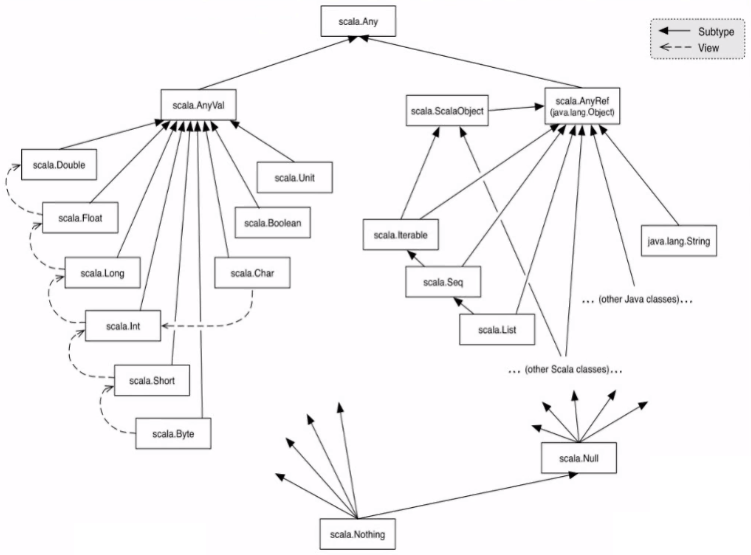 scala.Any
Subtype
View
scala.AnyVal
scala.ScalaObject
scala.AnyRef
(java.lang.Object)
scala.Double
scala.Unit
scala.Float
scala.Boolean
scala.Iterable
java.lang.String
scala.Long
scala.Char
scala.Seq
... (other Java classes)...
scala.Int
scala.List
... (other Scala classes)...
scala.Short
scala.Byte
scala.Null
scala.Nothing